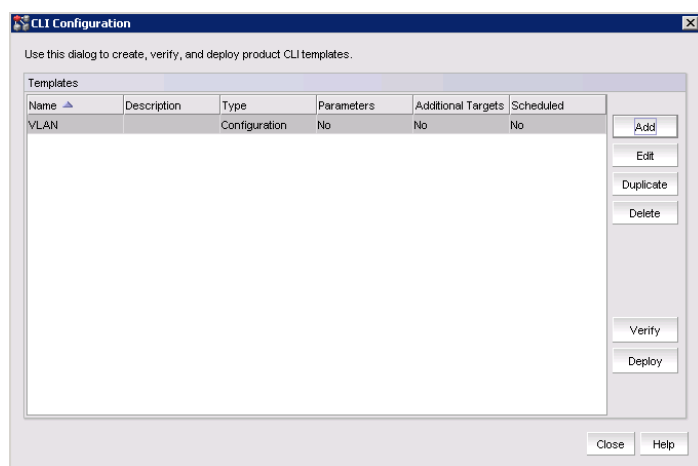 CLI Configuration
Use this dialog to create, verify, and deploy product CLI templates.
Templates
Name Description Type Parameters Additional Targets Scheduled
VLAN Configuration No No No
Add
Edit
Duplicate
Delete
Verify
Deploy
Close Help